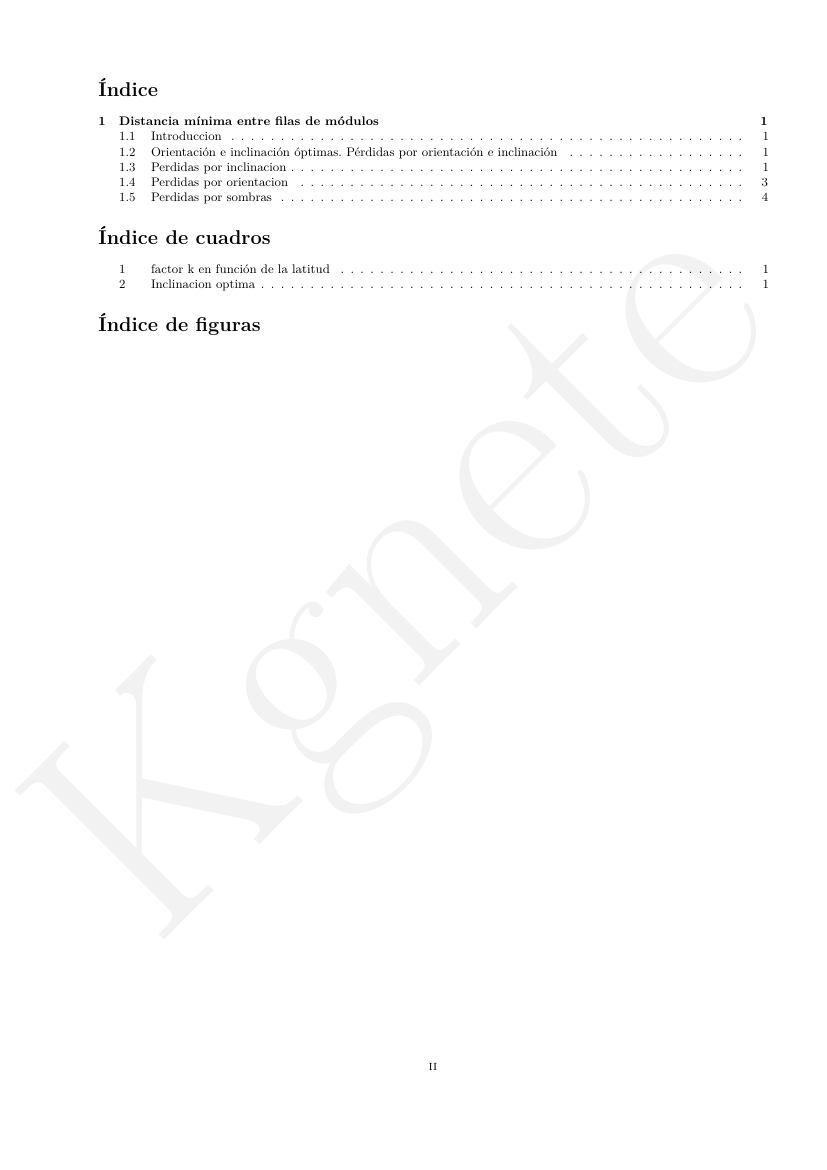 Índice
1 Distancia mínima entre filas de módulos 1
1.1 Introduccion . . . . . . . . . . . . . . . . . . . . . . . . . . . . . . . . . . . . . . . . . . . . . . . . . . . . 1
1.2 Orientación e inclinación óptimas. Pérdidas por orientación e inclinación . . . . . . . . . . . . . . . . . . 1
1.3 Perdidas por inclinacion . . . . . . . . . . . . . . . . . . . . . . . . . . . . . . . . . . . . . . . . . . . . . . 1
1.4 Perdidas por orientacion . . . . . . . . . . . . . . . . . . . . . . . . . . . . . . . . . . . . . . . . . . . . . 3
1.5 Perdidas por sombras . . . . . . . . . . . . . . . . . . . . . . . . . . . . . . . . . . . . . . . . . . . . . . . 4
Índice de cuadros
1 factor k en función de la latitud . . . . . . . . . . . . . . . . . . . . . . . . . . . . . . . . . . . . . . . . . 1
2 Inclinacion optima . . . . . . . . . . . . . . . . . . . . . . . . . . . . . . . . . . . . . . . . . . . . . . . . . 1
Índice de figuras
Kgnete
II